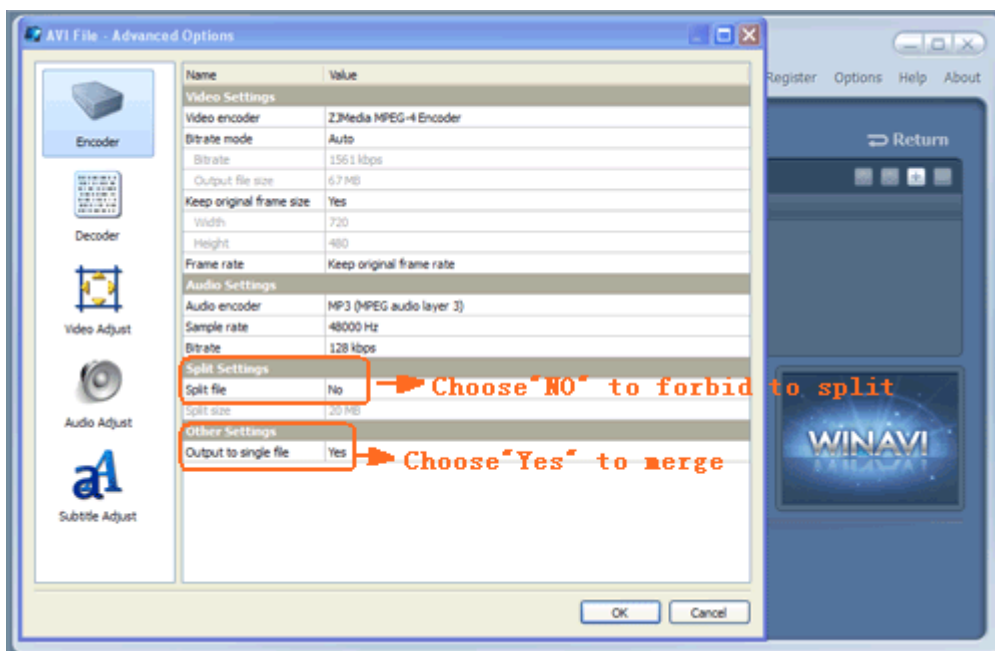 AVI File - Advanced Options
Register Options Help About
Return
Encoder
Decoder
Video Adjust
Audio Adjust
Subtitle Adjust
Name Value
Video Settings
Video encoder ZJMedia MPEG-4 Encoder
Bitrate mode Auto
Bitrate 1561 kbps
Output file size 67 MB
Keep original frame size Yes
Width 720
Height 480
Frame rate Keep original frame rate
Audio Settings
Audio encoder MP3 (MPEG audio layer 3)
Sample rate 48000 Hz
Bitrate 128 kbps
Split Settings
Split file No
Choose"NO" to forbid to split
Split size 20 MB
Other Settings
Output to single file Yes
Choose"Yes" to merge
WINAVI
OK Cancel